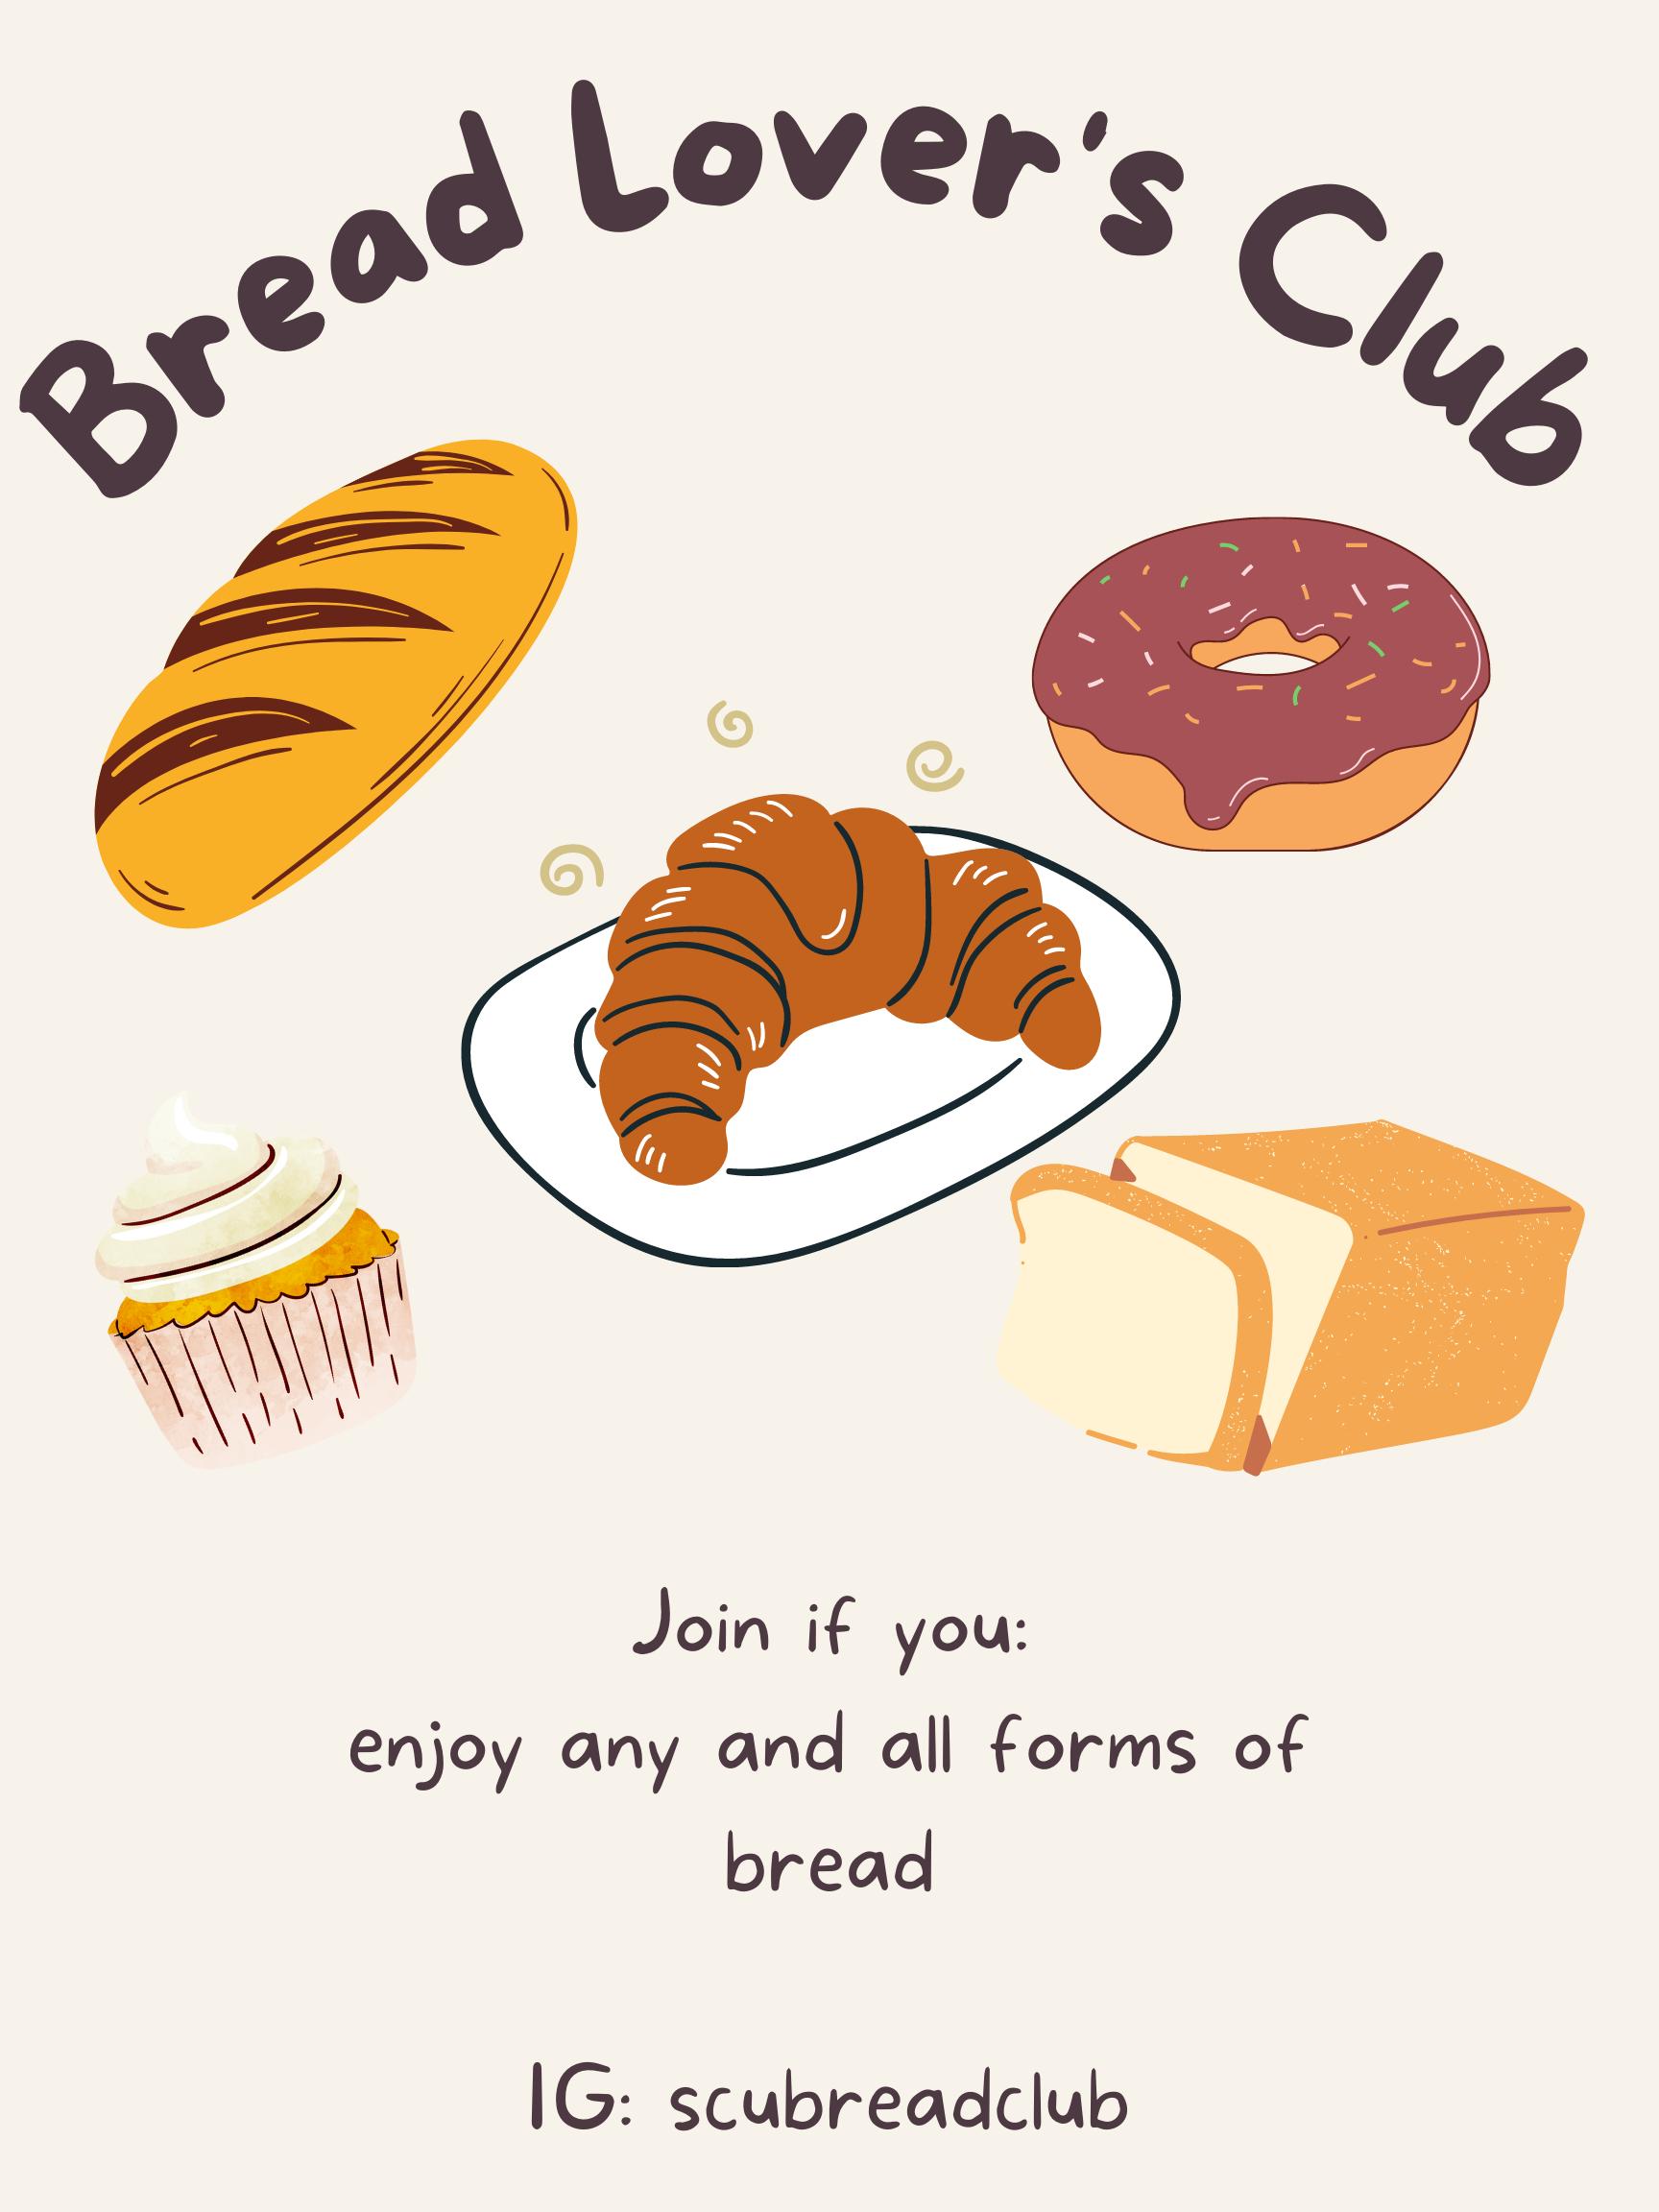 Bread Lover's Club
Join if you:
enjoy any and all forms of
bread
IG: scubreadclub